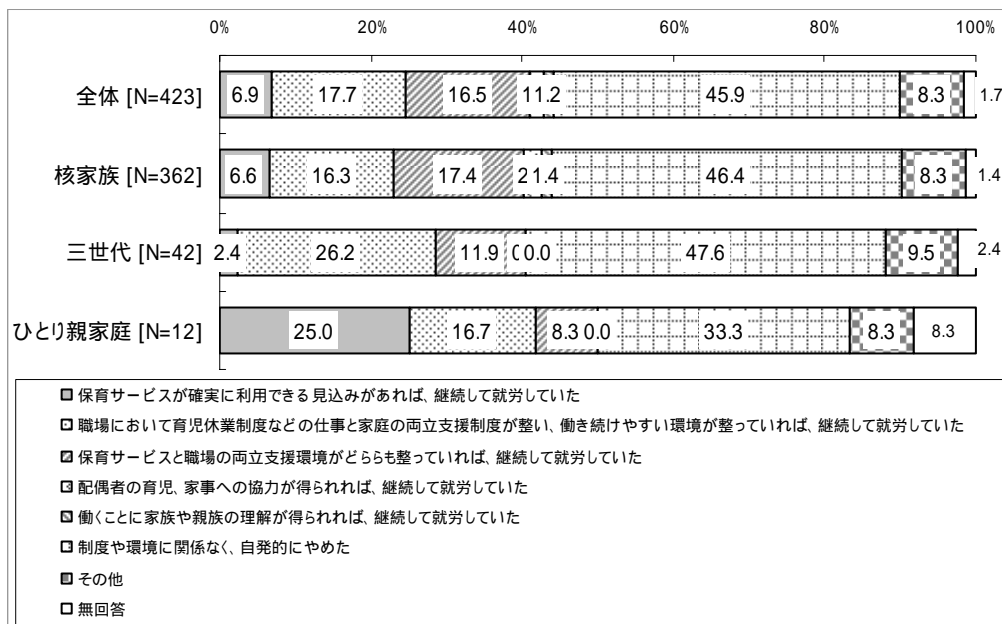 0% 20% 40% 60% 80% 100%
全体 [N=423] 6.9 17.7 16.5 11.2 45.9 8.3 1.7
核家族 [N=362] 6.6 16.3 17.4 2 1.4 46.4 8.3 1.4
三世代 [N=42] 2.4 26.2 11.9 0.0 47.6 9.5 2.4
ひとり親家庭 [N=12] 25.0 16.7 8.3 0.0 33.3 8.3 8.3
保育サービスが確実に利用できる見込みがあれば、継続して就労していた
職場において育児休業制度などの仕事と家庭の両立支援制度が整い、働き続けやすい環境が整っていれば、継続して就労していた
保育サービスと職場の両立支援環境がどららも整っていれば、継続して就労していた
配偶者の育児、家事への協力が得られれば、継続して就労していた
働くことに家族や親族の理解が得られれば、継続して就労していた
制度や環境に関係なく、自発的にやめた
その他
無回答